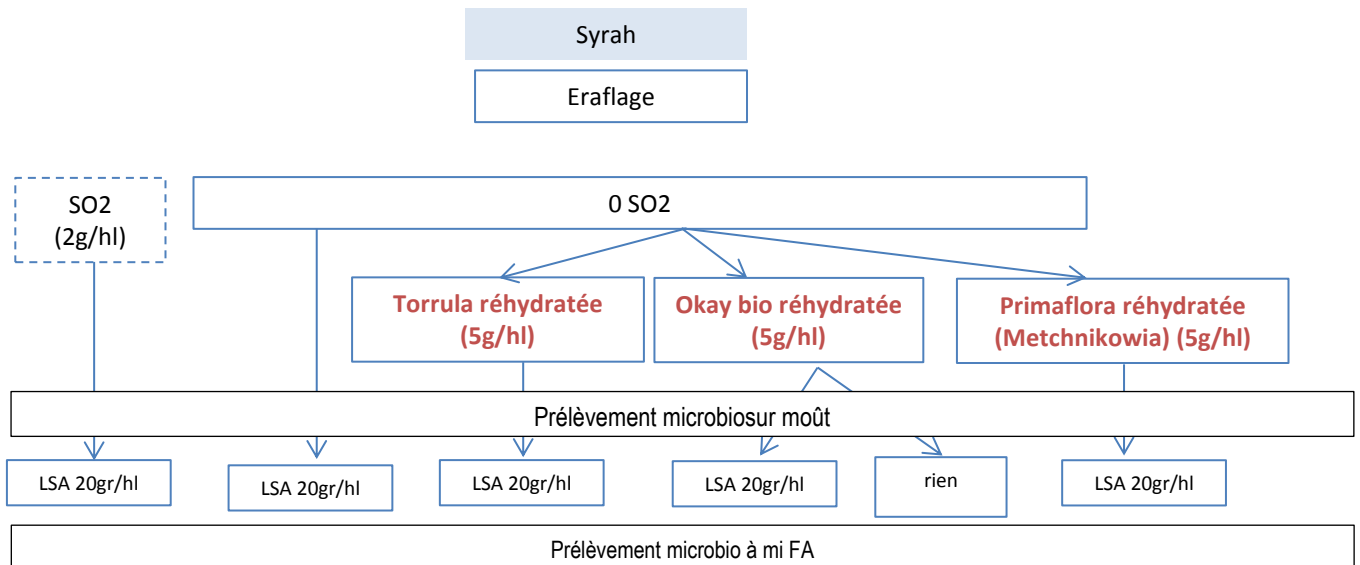 Syrah
Eraflage
SO2
(2g/hl)
0 SO2
Torrula réhydratée
(5g/hl)
Okay bio réhydratée
(5g/hl)
Primaflora réhydratée
(Metchnikowia) (5g/hl)
Prélèvement microbiosur moût
LSA 20gr/hl
LSA 20gr/hl
LSA 20gr/hl
LSA 20gr/hl
rien
LSA 20gr/hl
Prélèvement microbio à mi FA